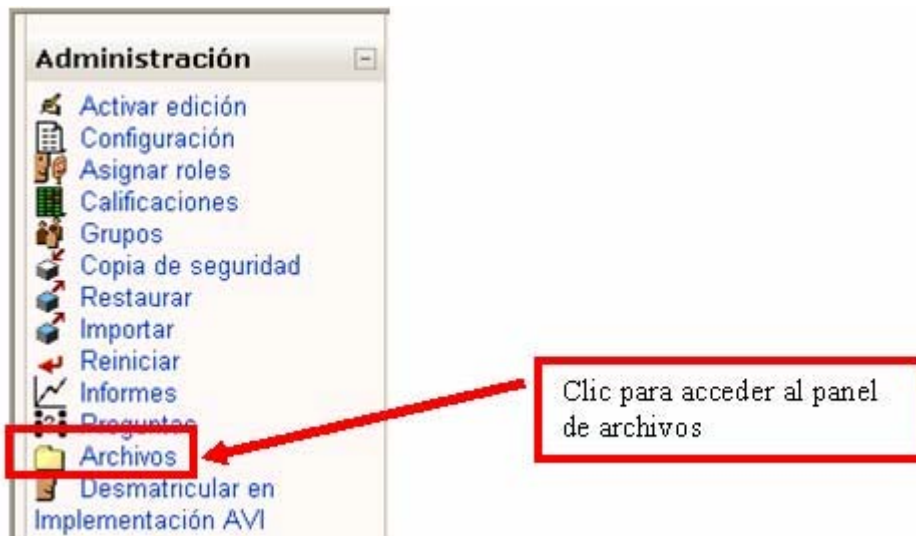 Administración
Activar edición
Configuración
Asignar roles
Calificaciones
Grupos
Copia de seguridad
Restaurar
Importar
Reiniciar
Informes
Preguntas
Archivos
Desmatricular en
Implementación AVI
Clic para acceder al panel
de archivos